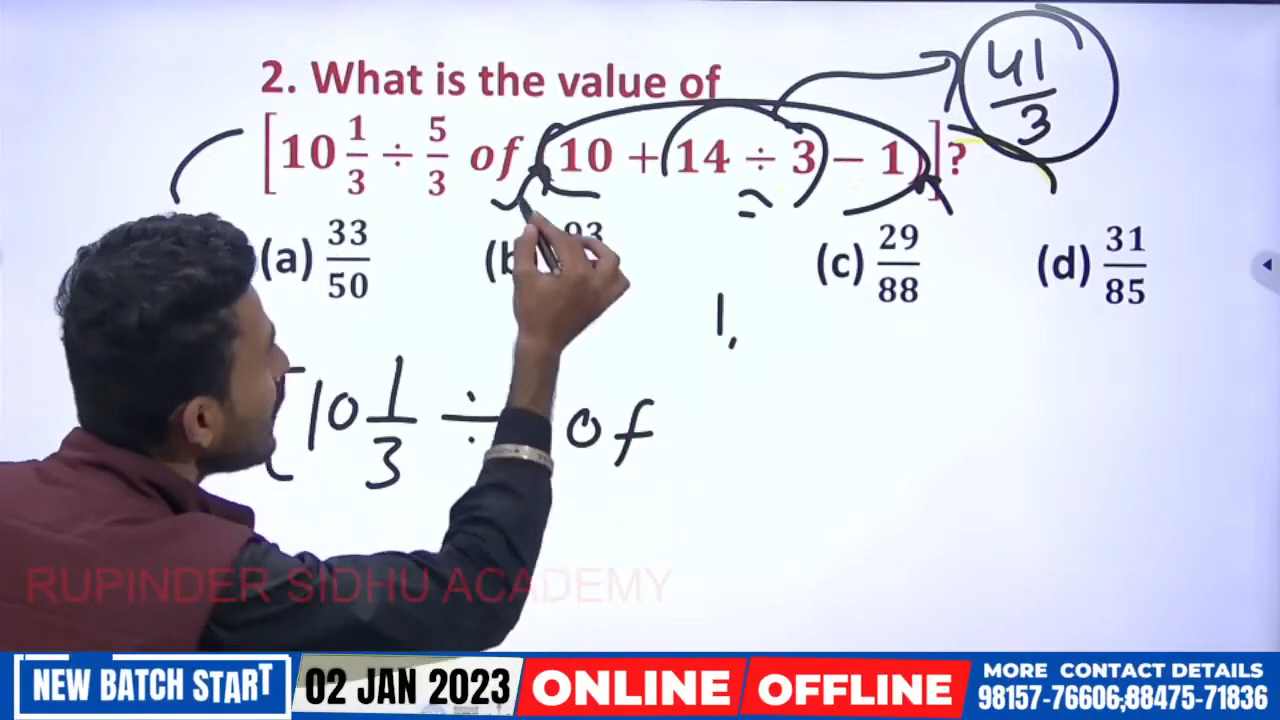 2. What is the value of
[10 1/3 ÷ 5/3 of (10 + (14 ÷ 3) − 1)]?
41/3
(a) 33/50 (b 93 (c) 29/88 (d) 31/85
1,
[10 1/3 ÷ of
RUPINDER SIDHU ACADEMY
NEW BATCH START 02 JAN 2023 ONLINE OFFLINE
MORE CONTACT DETAILS
98157-76606,88475-71836